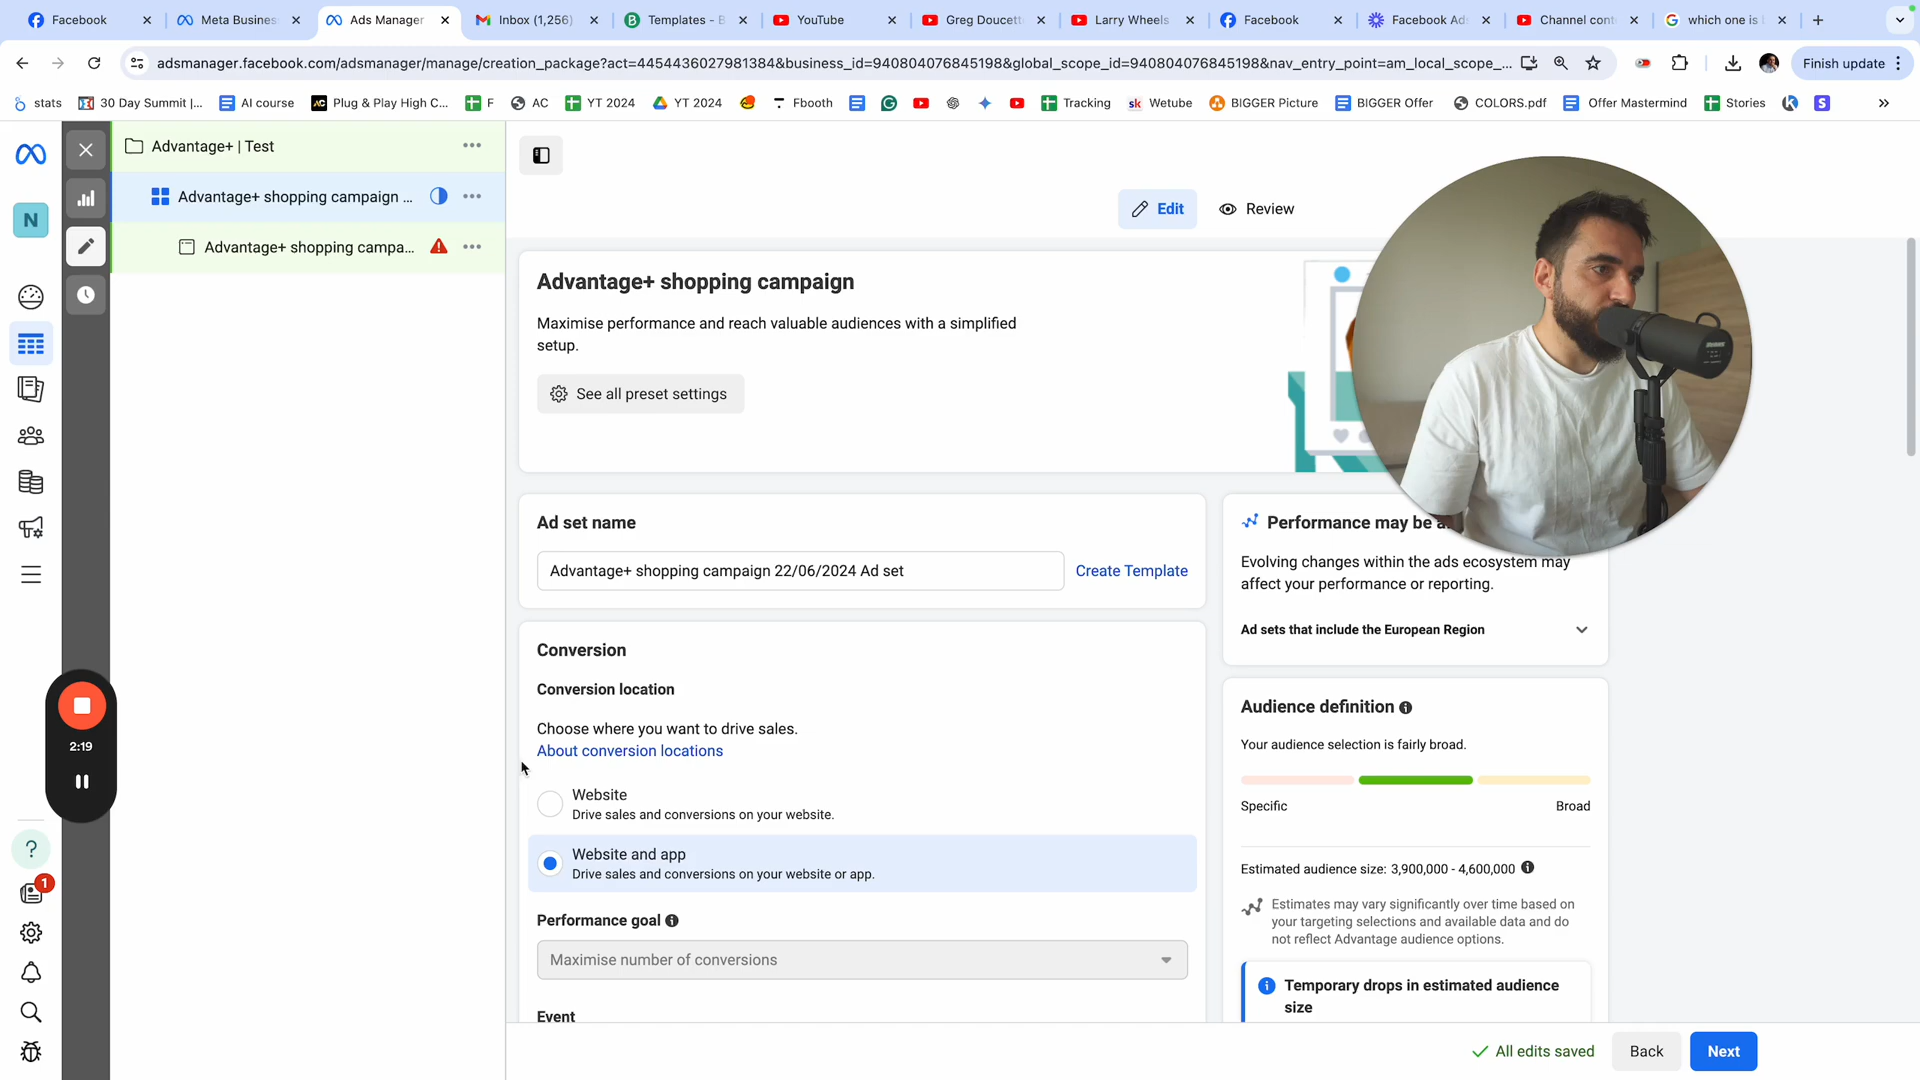 Facebook
Meta Busines
Ads Manager
Inbox (1,256)
Templates - B
YouTube
Greg Doucett
Larry Wheels
Facebook
Facebook Ad
Channel cont
which one is
adsmanager.facebook.com/adsmanager/manage/creation_package?act=4454436027981384&business_id=940804076845198&global_scope_id=940804076845198&nav_entry_point=am_local_scope_...
Finish update
stats
30 Day Summit |...
AI course
Plug & Play High C...
F
AC
YT 2024
YT 2024
Fbooth
Tracking
Wetube
BIGGER Picture
BIGGER Offer
COLORS.pdf
Offer Mastermind
Stories
Advantage+ | Test
Advantage+ shopping campaign ...
Advantage+ shopping campa...
N
Edit
Review
Advantage+ shopping campaign
Maximise performance and reach valuable audiences with a simplified
setup.
See all preset settings
Ad set name
Advantage+ shopping campaign 22/06/2024 Ad set
Create Template
Conversion
Conversion location
Choose where you want to drive sales.
About conversion locations
Website
Drive sales and conversions on your website.
Website and app
Drive sales and conversions on your website or app.
Performance goal
Maximise number of conversions
Event
Performance may be
Evolving changes within the ads ecosystem may
affect your performance or reporting.
Ad sets that include the European Region
Audience definition
Your audience selection is fairly broad.
Specific
Broad
Estimated audience size: 3,900,000 - 4,600,000
Estimates may vary significantly over time based on
your targeting selections and available data and do
not reflect Advantage audience options.
Temporary drops in estimated audience
size
2:19
1
All edits saved
Back
Next